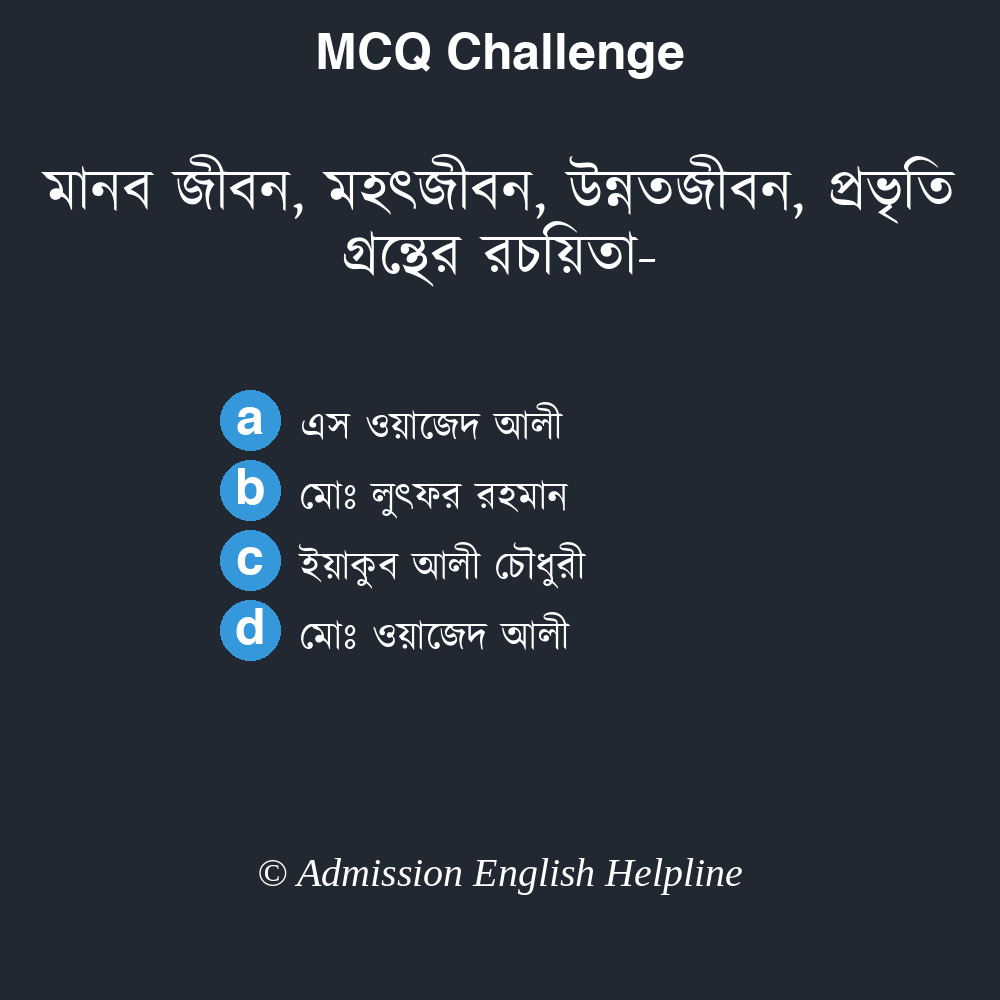 MCQ Challenge
মানব জীবন, মহৎজীবন, উন্নতজীবন, প্রভৃতি
গ্রন্থের রচয়িতা-
a এস ওয়াজেদ আলী
b মোঃ লুৎফর রহমান
c ইয়াকুব আলী চৌধুরী
d মোঃ ওয়াজেদ আলী
© Admission English Helpline